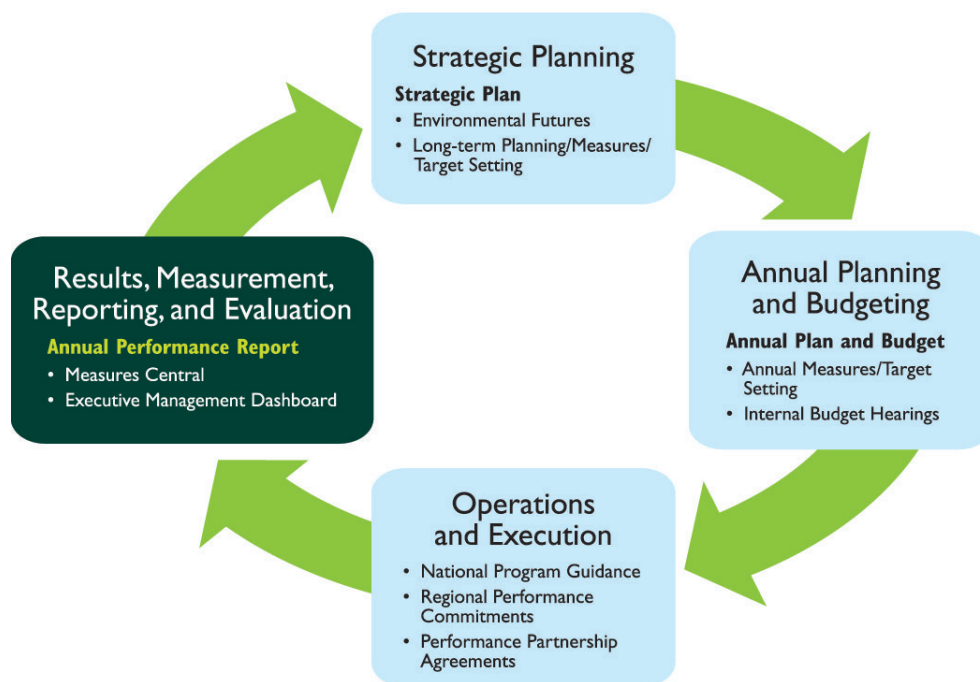 Strategic Planning
Strategic Plan
• Environmental Futures
• Long-term Planning/Measures/
Target Setting
Annual Planning
and Budgeting
Annual Plan and Budget
• Annual Measures/Target
Setting
• Internal Budget Hearings
Operations
and Execution
• National Program Guidance
• Regional Performance
Commitments
• Performance Partnership
Agreements
Results, Measurement,
Reporting, and Evaluation
Annual Performance Report
• Measures Central
• Executive Management Dashboard